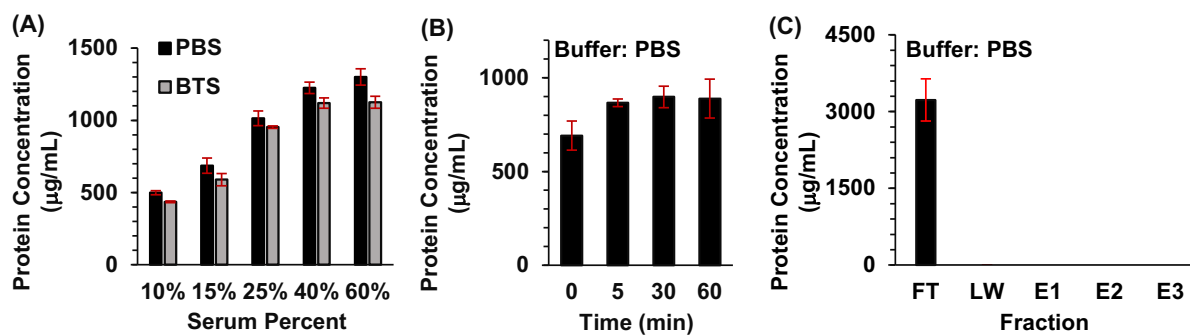 (A)
Protein Concentration
(µg/mL)
1500
1000
500
0
PBS
BTS
10% 15% 25% 40% 60%
Serum Percent
(B)
Protein Concentration
(µg/mL)
Buffer: PBS
1000
500
0
0 5 30 60
Time (min)
(C)
Protein Concentration
(µg/mL)
Buffer: PBS
4500
3000
1500
0
FT LW E1 E2 E3
Fraction